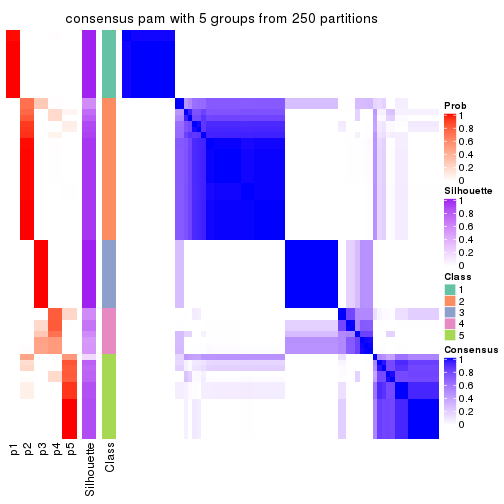 consensus pam with 5 groups from 250 partitions
Prob
1
0.8
0.6
0.4
0.2
0
Silhouette
1
0.8
0.6
0.4
0.2
0
Class
1
2
3
4
5
Consensus
1
0.8
0.6
0.4
0.2
0
p1
p2
p3
p4
p5
Silhouette
Class